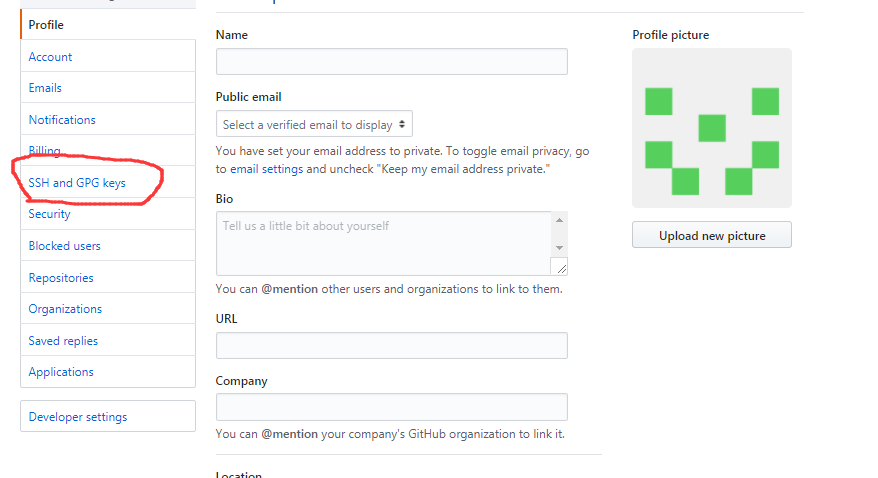 Profile
Account
Emails
Notifications
Billing
SSH and GPG keys
Security
Blocked users
Repositories
Organizations
Saved replies
Applications
Developer settings
Name
Public email
Select a verified email to display
You have set your email address to private. To toggle email privacy, go
to email settings and uncheck "Keep my email address private."
Bio
Tell us a little bit about yourself
You can @mention other users and organizations to link to them.
URL
Company
You can @mention your company's GitHub organization to link it.
Location
Profile picture
Upload new picture